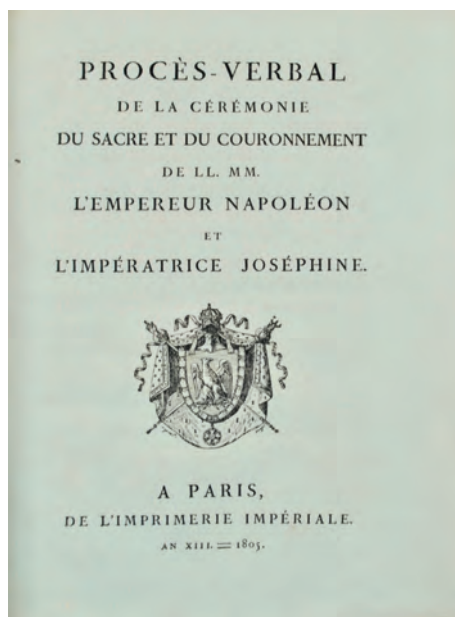 PROCÈS-VERBAL
DE LA CÉRÉMONIE
DU SACRE ET DU COURONNEMENT
DE LL. MM.
L'EMPEREUR NAPOLÉON
ET
L'IMPÉRATRICE JOSÉPHINE.
A PARIS,
DE L'IMPRIMERIE IMPÉRIALE.
AN XIII. = 1805.